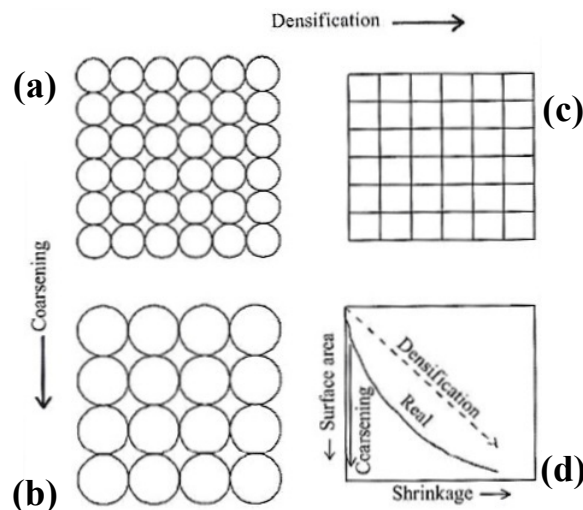 Densification
(a)
(c)
Coarsening
(b)
Surface area
Coarsening
Densification
Real
(d)
Shrinkage